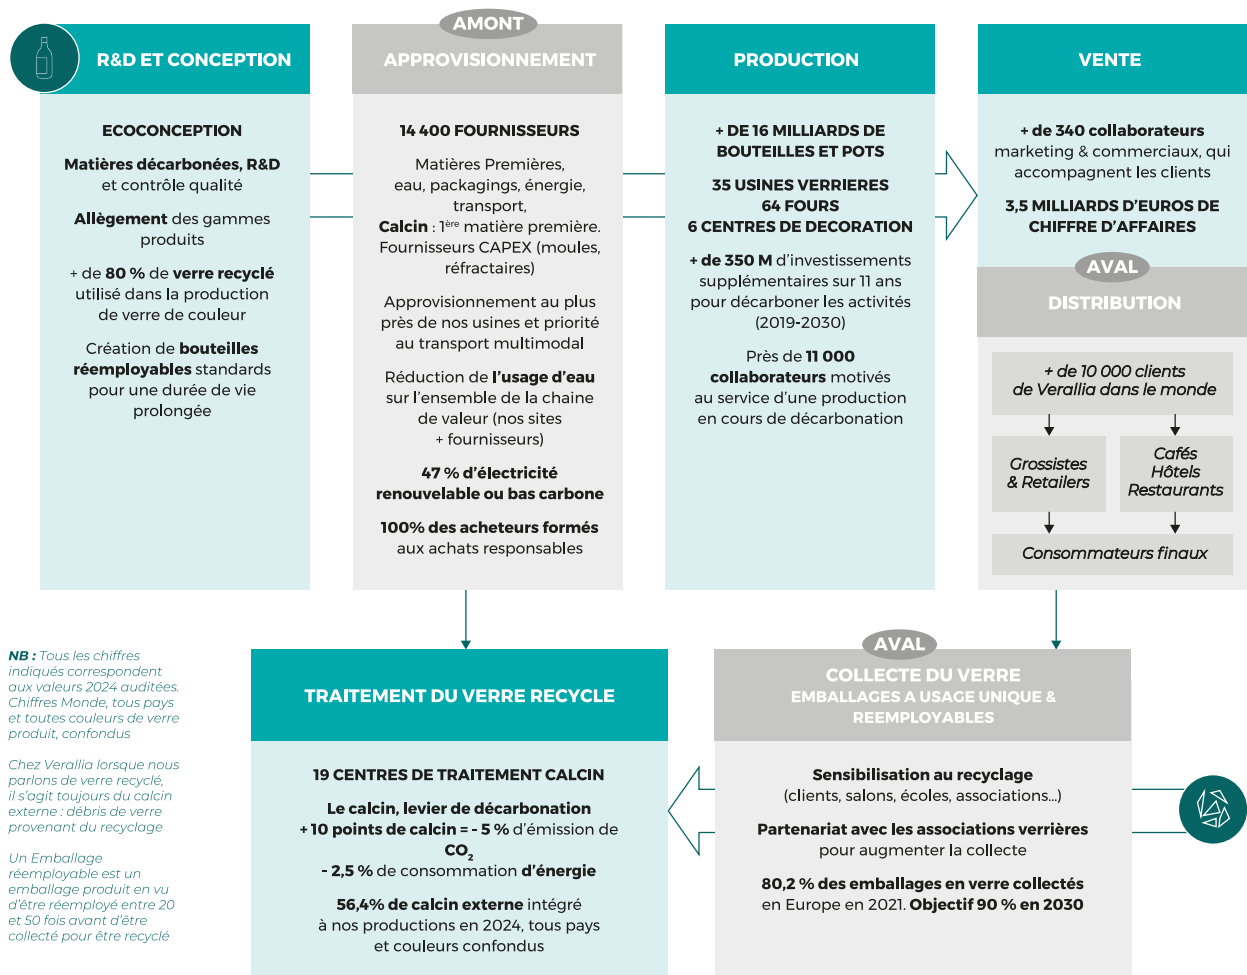 R&D ET CONCEPTION
ECOCONCEPTION
Matières décarbonées, R&D
et contrôle qualité
Allègement des gammes
produits
+ de 80 % de verre recyclé
utilisé dans la production
de verre de couleur
Création de bouteilles
réemployables standards
pour une durée de vie
prolongée
AMONT
APPROVISIONNEMENT
14 400 FOURNISSEURS
Matières Premières,
eau, packagings, énergie,
transport,
Calcin : 1ère matière première.
Fournisseurs CAPEX (moules,
réfractaires)
Approvisionnement au plus
près de nos usines et priorité
au transport multimodal
Réduction de l'usage d'eau
sur l'ensemble de la chaine
de valeur (nos sites
+ fournisseurs)
47 % d'électricité
renouvelable ou bas carbone
100% des acheteurs formés
aux achats responsables
PRODUCTION
+ DE 16 MILLIARDS DE
BOUTEILLES ET POTS
35 USINES VERRIERES
64 FOURS
6 CENTRES DE DECORATION
+ de 350 M d'investissements
supplémentaires sur 11 ans
pour décarboner les activités
(2019-2030)
Près de 11 000
collaborateurs motivés
au service d'une production
en cours de décarbonation
VENTE
+ de 340 collaborateurs
marketing & commerciaux, qui
accompagnent les clients
3,5 MILLIARDS D'EUROS DE
CHIFFRE D'AFFAIRES
AVAL
DISTRIBUTION
+ de 10 000 clients
de Verallia dans le monde
Grossistes
& Retailers
Cafés
Hôtels
Restaurants
Consommateurs finaux
NB : Tous les chiffres
indiqués correspondent
aux valeurs 2024 auditées.
Chiffres Monde, tous pays
et toutes couleurs de verre
produit, confondus
Chez Verallia lorsque nous
parlons de verre recyclé,
il s'agit toujours du calcin
externe : débris de verre
provenant du recyclage
Un Emballage
réemployable est un
emballage produit en vu
d'être réemployé entre 20
et 50 fois avant d'être
collecté pour être recyclé
TRAITEMENT DU VERRE RECYCLE
19 CENTRES DE TRAITEMENT CALCIN
Le calcin, levier de décarbonation
+ 10 points de calcin = - 5 % d'émission de
CO2
- 2,5 % de consommation d'énergie
56,4% de calcin externe intégré
à nos productions en 2024, tous pays
et couleurs confondus
AVAL
COLLECTE DU VERRE
EMBALLAGES A USAGE UNIQUE &
REEMPLOYABLES
Sensibilisation au recyclage
(clients, salons, écoles, associations...)
Partenariat avec les associations verrières
pour augmenter la collecte
80,2 % des emballages en verre collectés
en Europe en 2021. Objectif 90 % en 2030